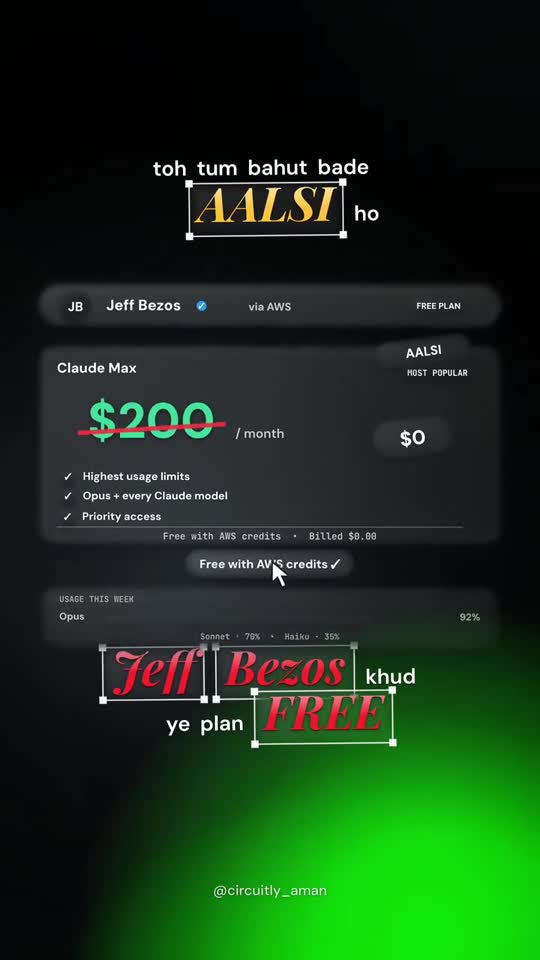 toh tum bahut bade
AALSI ho
JB Jeff Bezos via AWS FREE PLAN
AALSI
Claude Max
MOST POPULAR
$200 / month
$0
✓ Highest usage limits
✓ Opus + every Claude model
✓ Priority access
Free with AWS credits • Billed $0.00
Free with AWS credits ✓
USAGE THIS WEEK
Opus 92%
Sonnet · 70% • Haiku · 35%
Jeff Bezos khud
ye plan FREE
@circuitly_aman